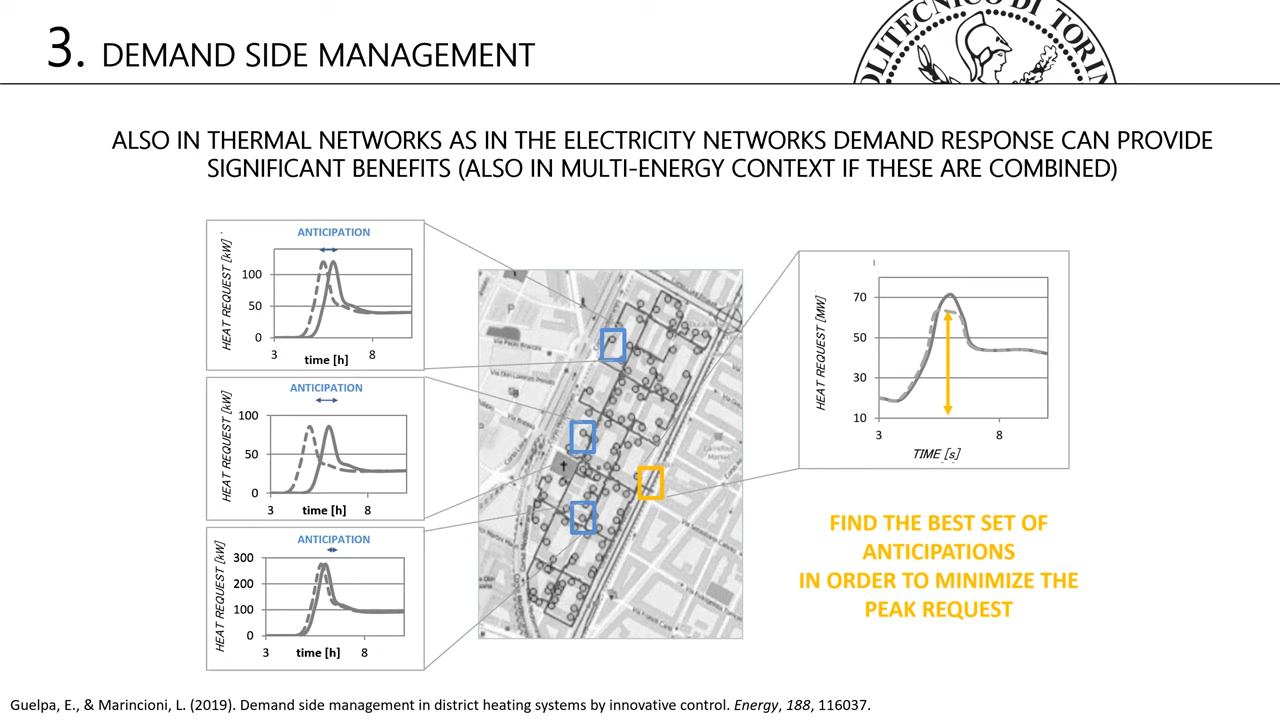 3. DEMAND SIDE MANAGEMENT
POLITECNICO DI TORINO
ALSO IN THERMAL NETWORKS AS IN THE ELECTRICITY NETWORKS DEMAND RESPONSE CAN PROVIDE
SIGNIFICANT BENEFITS (ALSO IN MULTI-ENERGY CONTEXT IF THESE ARE COMBINED)
ANTICIPATION
HEAT REQUEST [kW]
100
50
0
3
time [h]
8
ANTICIPATION
HEAT REQUEST [kW]
100
50
0
3
time [h]
8
ANTICIPATION
HEAT REQUEST [kW]
300
200
100
0
3
time [h]
8
HEAT REQUEST [MW]
70
50
30
10
3
8
TIME [s]
FIND THE BEST SET OF
ANTICIPATIONS
IN ORDER TO MINIMIZE THE
PEAK REQUEST
Guelpa, E., & Marincioni, L. (2019). Demand side management in district heating systems by innovative control. Energy, 188, 116037.